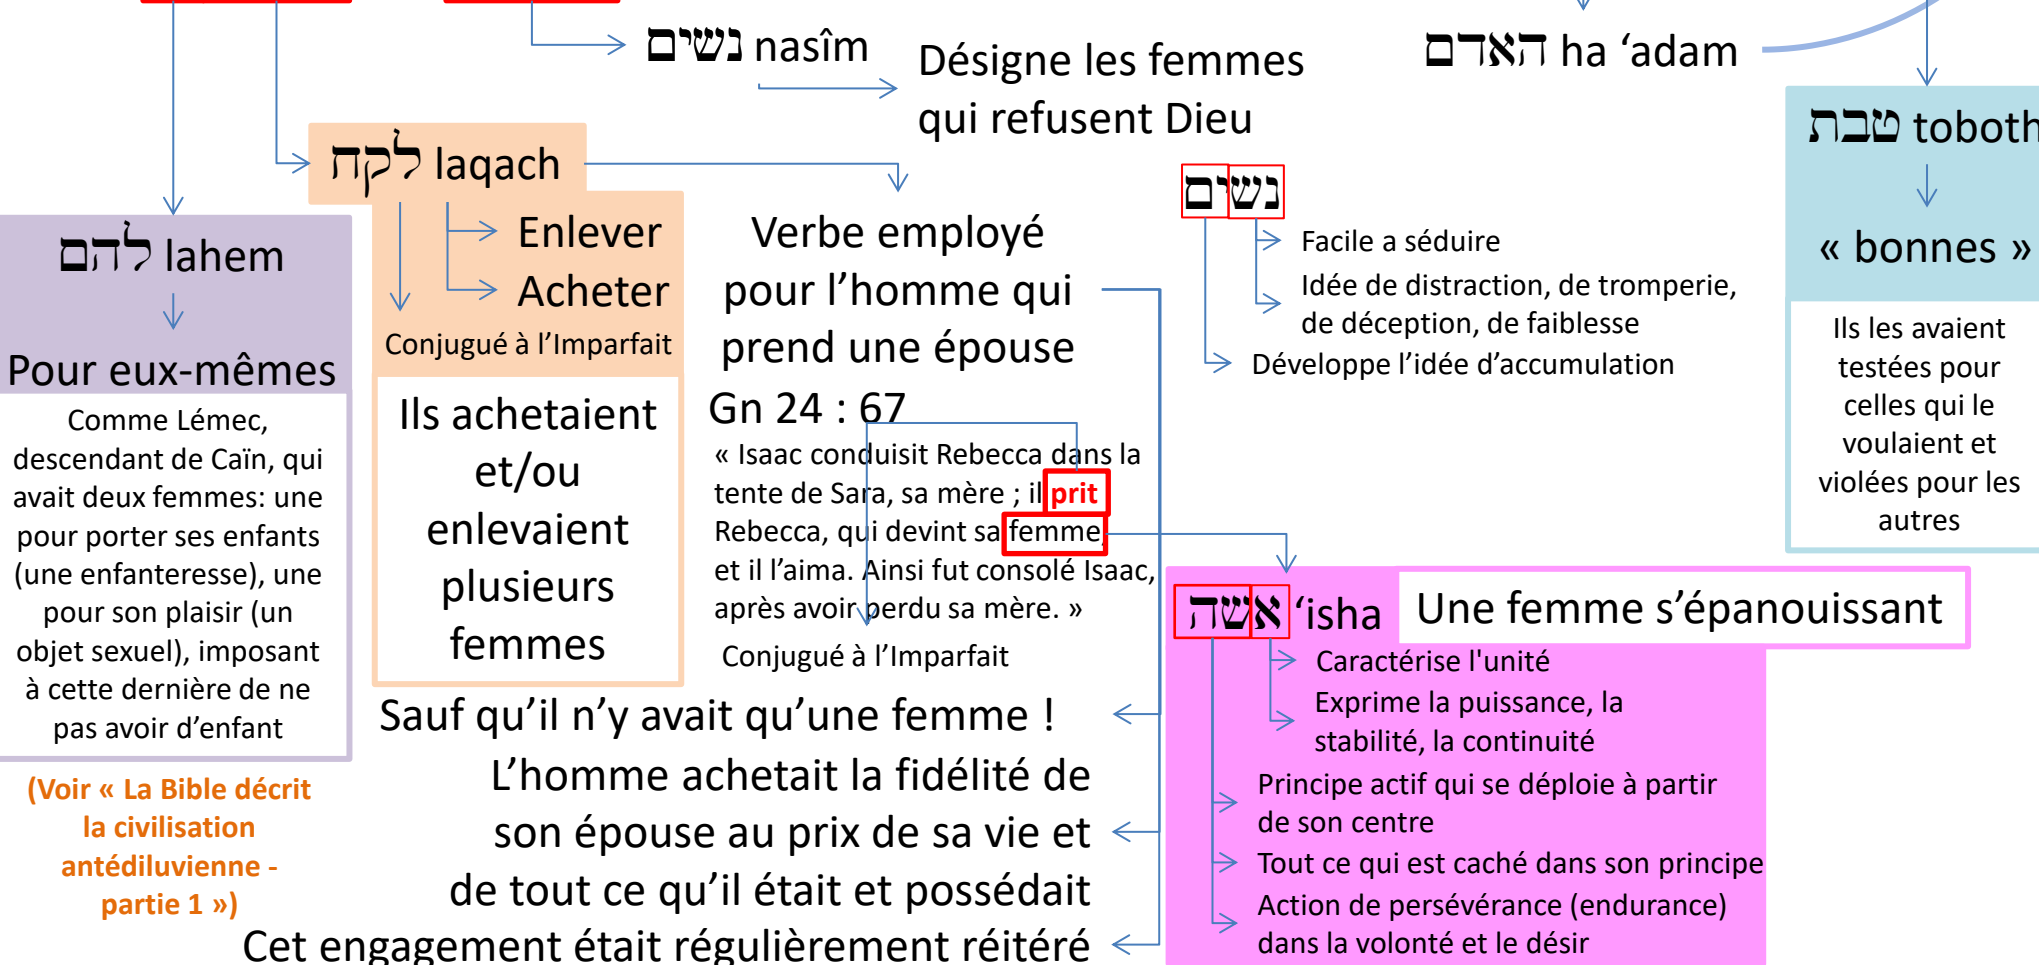 נשים nasîm
Désigne les femmes
qui refusent Dieu
האדם ha ‘adam
טבת toboth
« bonnes »
Ils les avaient
testées pour
celles qui le
voulaient et
violées pour les
autres
לקח laqach
Enlever
Acheter
Conjugué à l’Imparfait
Ils achetaient
et/ou
enlevaient
plusieurs
femmes
להם lahem
Pour eux-mêmes
Comme Lémec,
descendant de Caïn, qui
avait deux femmes: une
pour porter ses enfants
(une enfanteresse), une
pour son plaisir (un
objet sexuel), imposant
à cette dernière de ne
pas avoir d’enfant
(Voir « La Bible décrit
la civilisation
antédiluvienne -
partie 1 »)
Verbe employé
pour l’homme qui
prend une épouse
Gn 24 : 67
« Isaac conduisit Rebecca dans la
tente de Sara, sa mère ; il prit
Rebecca, qui devint sa femme,
et il l’aima. Ainsi fut consolé Isaac,
après avoir perdu sa mère. »
Conjugué à l’Imparfait
Sauf qu’il n’y avait qu’une femme !
L’homme achetait la fidélité de
son épouse au prix de sa vie et
de tout ce qu’il était et possédait
Cet engagement était régulièrement réitéré
נשים
Facile a séduire
Idée de distraction, de tromperie,
de déception, de faiblesse
Développe l’idée d’accumulation
אשה ‘isha
Une femme s’épanouissant
Caractérise l'unité
Exprime la puissance, la
stabilité, la continuité
Principe actif qui se déploie à partir
de son centre
Tout ce qui est caché dans son principe
Action de persévérance (endurance)
dans la volonté et le désir